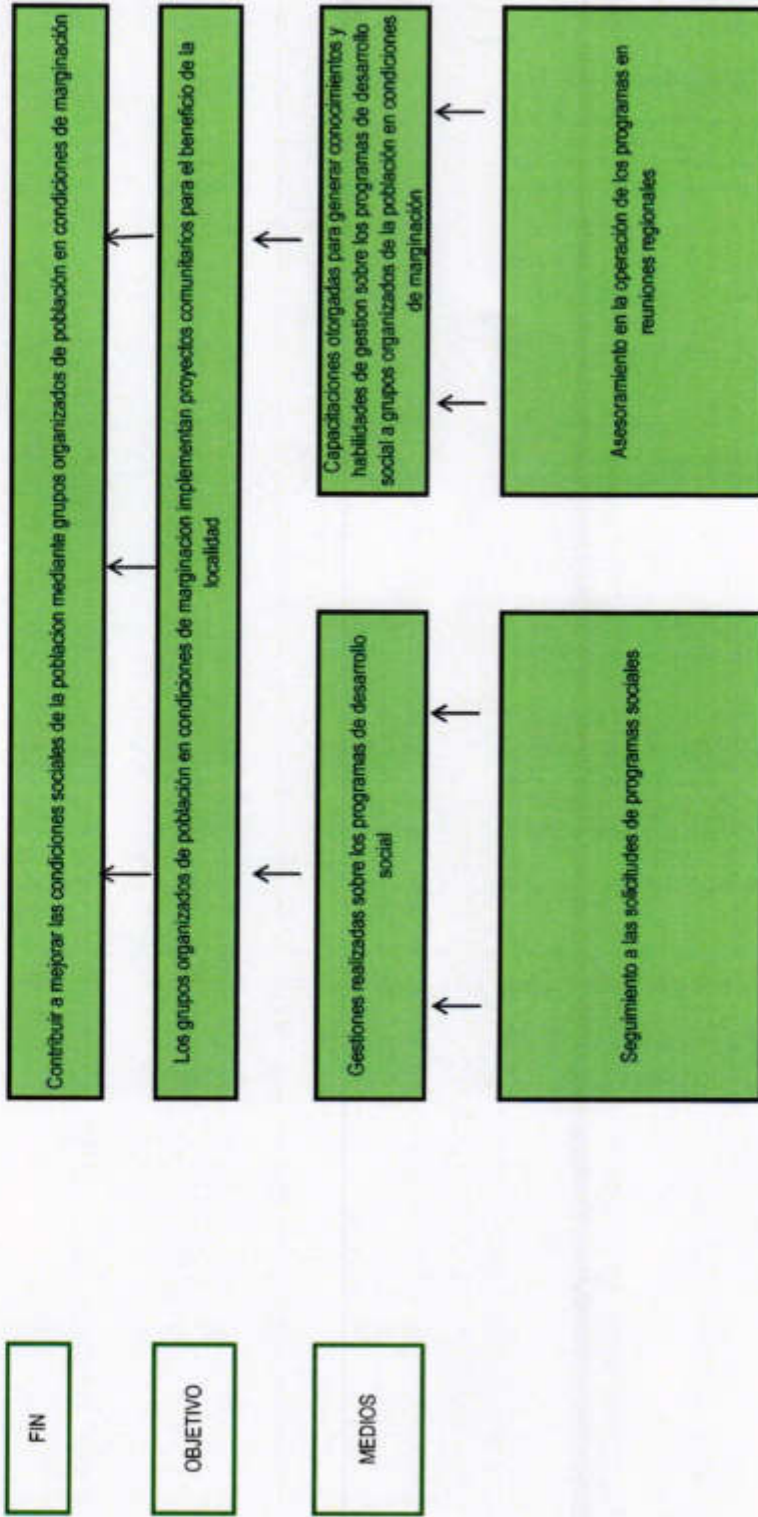 FIN
Contribuir a mejorar las condiciones sociales de la poblacion mediante grupos organizados de población en condiciones de marginación
OBJETIVO
Los grupos organizados de población en condiciones de marginacion implementan proyectos comunitarios para el beneficio de la
localidad
MEDIOS
Gestiones realizadas sobre los programas de desarrollo
social
Capacitaciones otorgadas para generar conocimientos y
habilidades de gestion sobre los programas de desarrollo
social a grupos organizados de la población en condiciones
de marginación
Seguimiento a las solicitudes de programas sociales
Asesoramiento en la operación de los programas en
reuniones regionales